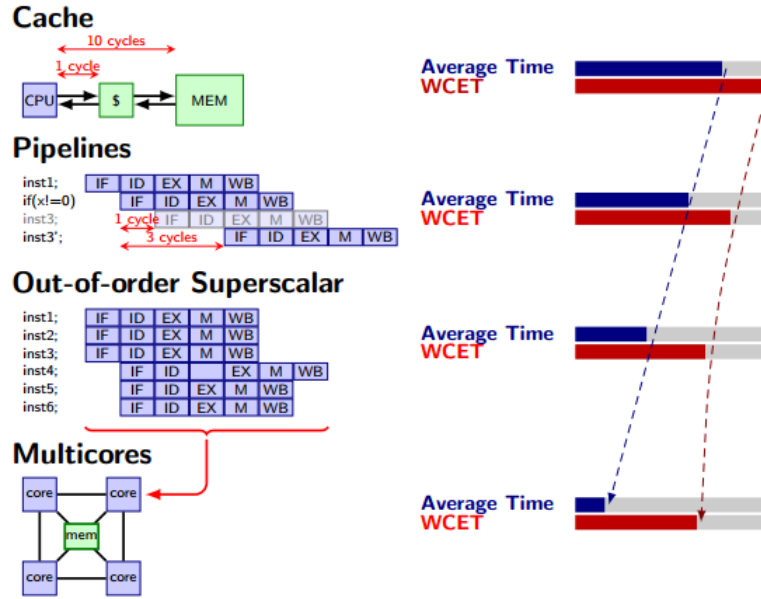 Cache
10 cycles
1 cycle
CPU $ MEM
Average Time
WCET
Pipelines
inst1; IF ID EX M WB
if(x!=0) IF ID EX M WB
inst3; 1 cycle IF ID EX M WB
inst3'; 3 cycles IF ID EX M WB
Average Time
WCET
Out-of-order Superscalar
inst1; IF ID EX M WB
inst2; IF ID EX M WB
inst3; IF ID EX M WB
inst4; IF ID EX M WB
inst5; IF ID EX M WB
inst6; IF ID EX M WB
Average Time
WCET
Multicores
core core
mem
core core
Average Time
WCET